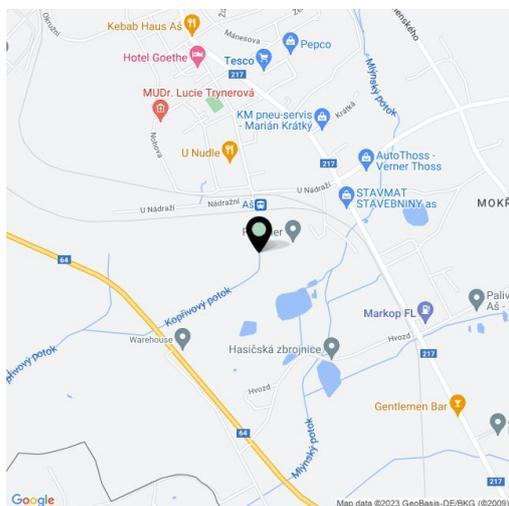 Okružní
Kebab Haus Aš
Mánesova
Pepco
Hotel Goethe
Tesco
217
MUDr. Lucie Trynerová
Mlýnský potok
KM pneu-servis
- Marián Krátký
Krátká
Nohova
U Nudle
217
AutoThoss -
Verner Thoss
U Nádraží
STAVMAT
STAVEBNINY as
U Nádraží
Nádražní
Aš
MOKŘ
64
Kopřivový potok
Paliv
Aš -
Markop FL
Warehouse
Hasičská zbrojnice
Hvozd
217
Hvozd
Gentlemen Bar
64
Mlýnský potok
217
Google
Map data ©2023 GeoBasis-DE/BKG (©2009)